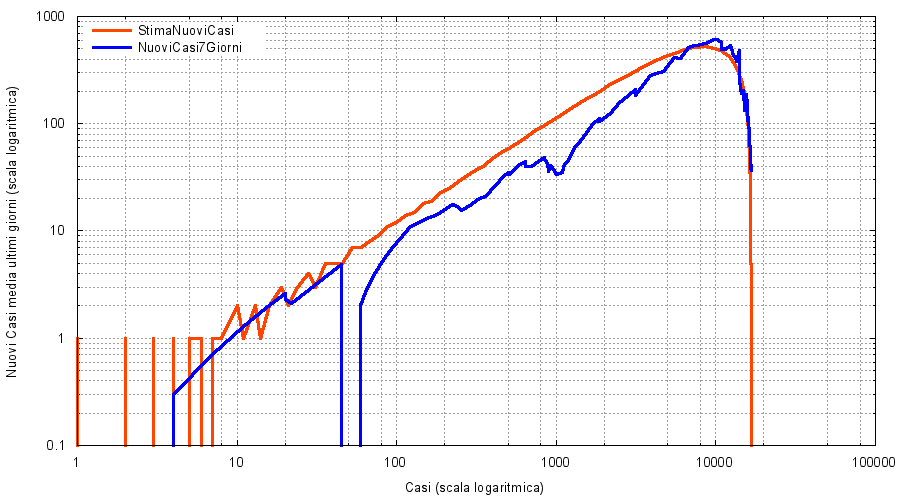 1000
StimaNuoviCasi
NuoviCasi7Giorni
100
10
1
0.1
Nuovi Casi media ultimi giorni (scala logaritmica)
1 10 100 1000 10000 100000
Casi (scala logaritmica)